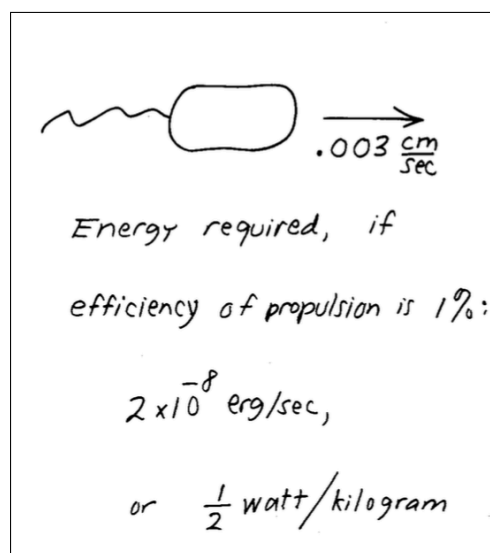 .003 cm/sec
Energy required, if
efficiency of propulsion is 1%:
2 x 10⁻⁸ erg/sec,
or 1/2 watt/kilogram